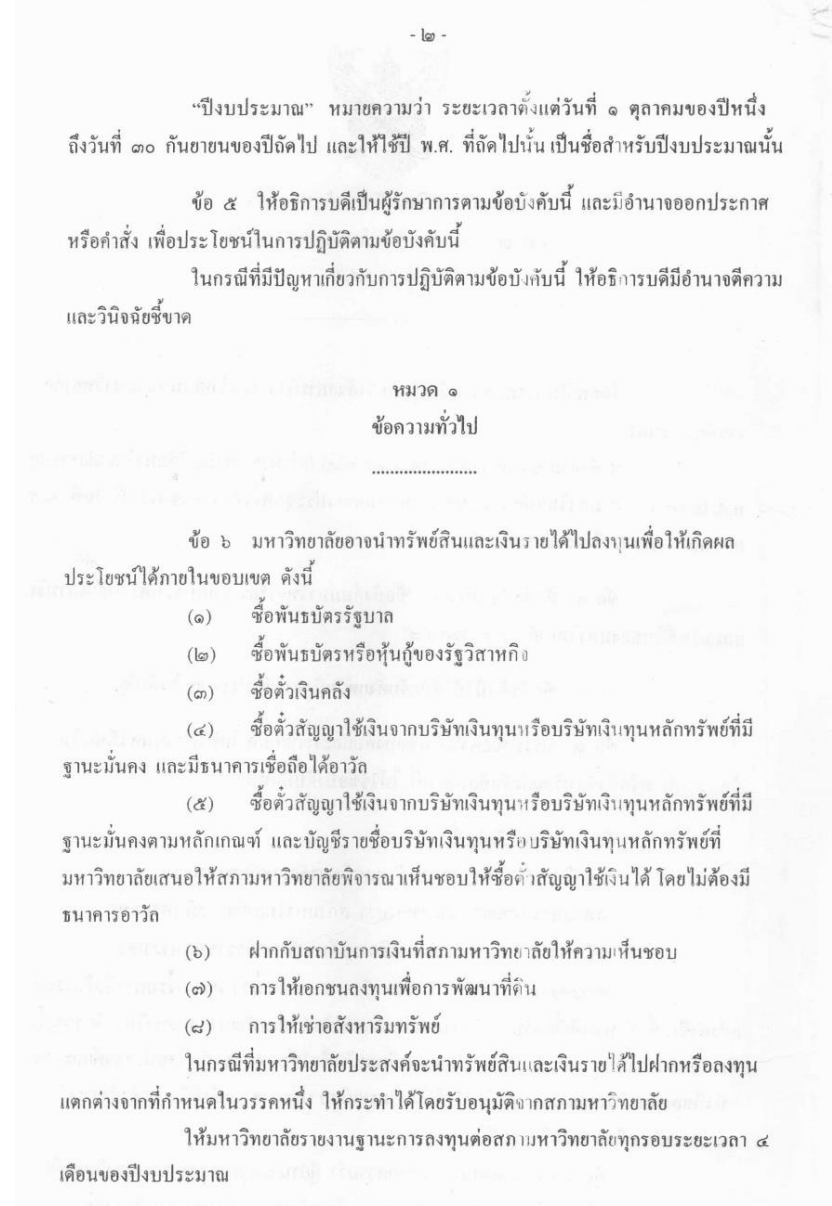 - ๒ -
“ปีงบประมาณ” หมายความว่า ระยะเวลาตั้งแต่วันที่ ๑ ตุลาคมของปีหนึ่ง
ถึงวันที่ ๓๐ กันยายนของปีถัดไป และให้ใช้ปี พ.ศ. ที่ถัดไปนั้น เป็นชื่อสำหรับปีงบประมาณนั้น
ข้อ ๕ ให้อธิการบดีเป็นผู้รักษาการตามข้อบังคับนี้ และมีอำนาจออกประกาศ
หรือคำสั่ง เพื่อประโยชน์ในการปฏิบัติตามข้อบังคับนี้
ในกรณีที่มีปัญหาเกี่ยวกับการปฏิบัติตามข้อบังคับนี้ ให้อธิการบดีมีอำนาจตีความ
และวินิจฉัยชี้ขาด
หมวด ๑
ข้อความทั่วไป
........................
ข้อ ๖ มหาวิทยาลัยอาจนำทรัพย์สินและเงินรายได้ไปลงทุนเพื่อให้เกิดผล
ประโยชน์ได้ภายในขอบเขต ดังนี้
(๑) ซื้อพันธบัตรรัฐบาล
(๒) ซื้อพันธบัตรหรือหุ้นกู้ของรัฐวิสาหกิจ
(๓) ซื้อตั๋วเงินคลัง
(๔) ซื้อตั๋วสัญญาใช้เงินจากบริษัทเงินทุนหรือบริษัทเงินทุนหลักทรัพย์ที่มี
ฐานะมั่นคง และมีธนาคารเชื่อถือได้อาวัล
(๕) ซื้อตั๋วสัญญาใช้เงินจากบริษัทเงินทุนหรือบริษัทเงินทุนหลักทรัพย์ที่มี
ฐานะมั่นคงตามหลักเกณฑ์ และบัญชีรายชื่อบริษัทเงินทุนหรือบริษัทเงินทุนหลักทรัพย์ที่
มหาวิทยาลัยเสนอให้สภามหาวิทยาลัยพิจารณาเห็นชอบให้ซื้อตั๋วสัญญาใช้เงินได้ โดยไม่ต้องมี
ธนาคารอาวัล
(๖) ฝากกับสถาบันการเงินที่สภามหาวิทยาลัยให้ความเห็นชอบ
(๗) การให้เอกชนลงทุนเพื่อการพัฒนาที่ดิน
(๘) การให้เช่าอสังหาริมทรัพย์
ในกรณีที่มหาวิทยาลัยประสงค์จะนำทรัพย์สินและเงินรายได้ไปฝากหรือลงทุน
แตกต่างจากที่กำหนดในวรรคหนึ่ง ให้กระทำได้โดยรับอนุมัติจากสภามหาวิทยาลัย
ให้มหาวิทยาลัยรายงานฐานะการลงทุนต่อสภามหาวิทยาลัยทุกรอบระยะเวลา ๔
เดือนของปีงบประมาณ